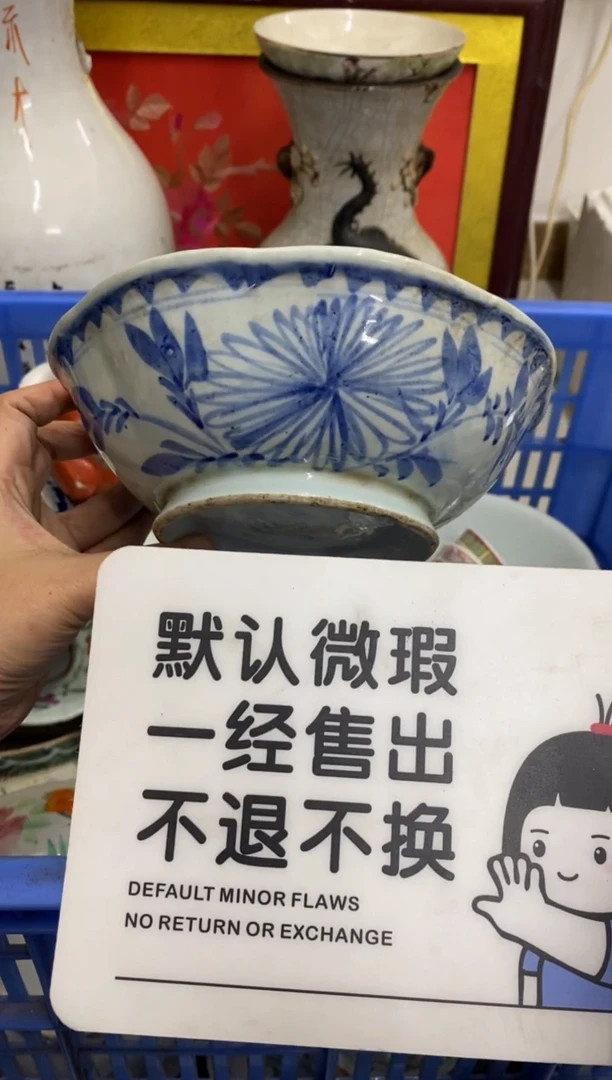 默认微瑕
一经售出
不退不换
DEFAULT MINOR FLAWS
NO RETURN OR EXCHANGE